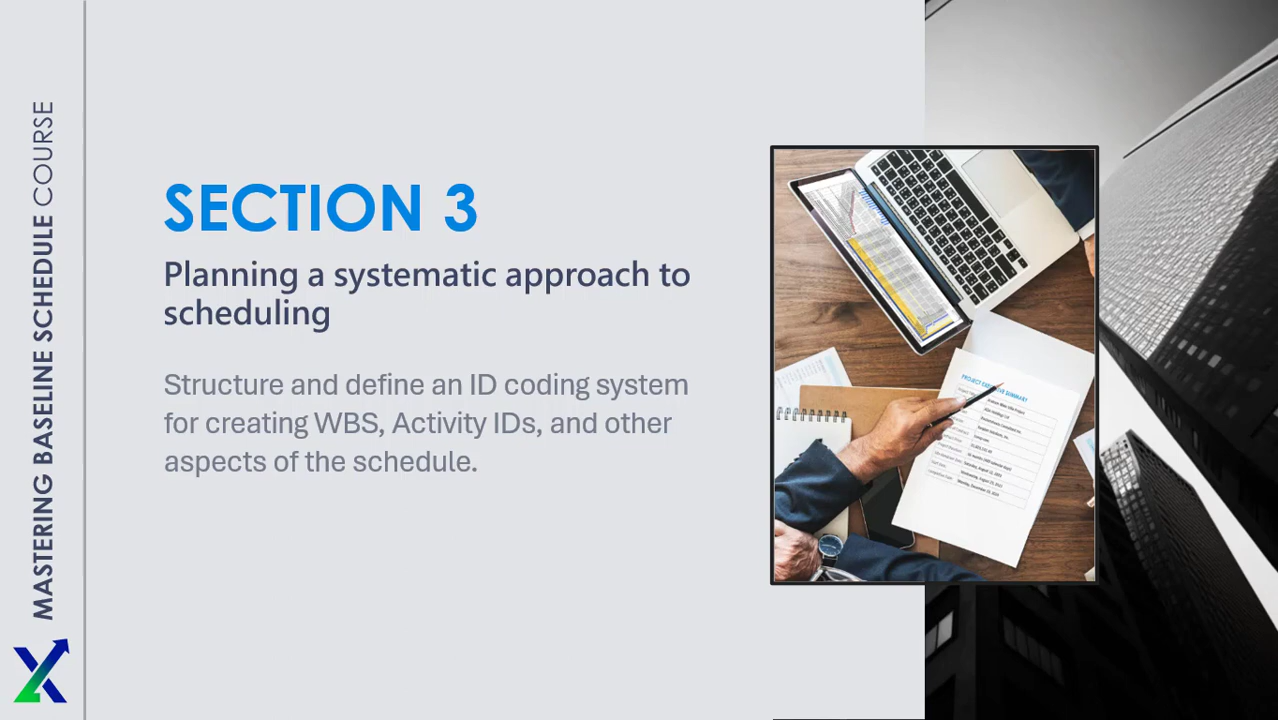 MASTERING BASELINE SCHEDULE COURSE
SECTION 3
Planning a systematic approach to
scheduling
Structure and define an ID coding system
for creating WBS, Activity IDs, and other
aspects of the schedule.
PROJECT EXECUTIVE SUMMARY